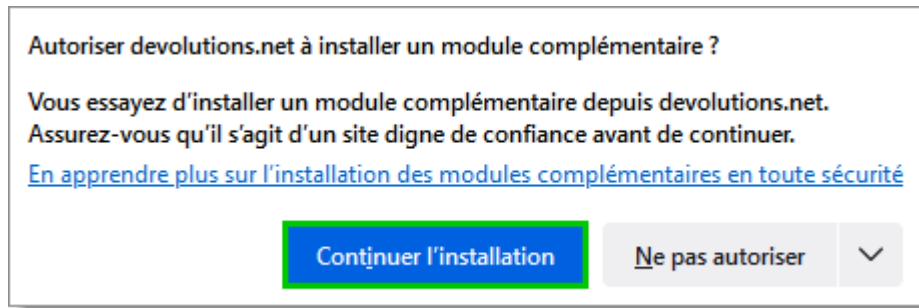 Autoriser devolutions.net à installer un module complémentaire ?
Vous essayez d’installer un module complémentaire depuis devolutions.net.
Assurez-vous qu’il s’agit d’un site digne de confiance avant de continuer.
En apprendre plus sur l’installation des modules complémentaires en toute sécurité
Continuer l’installation
Ne pas autoriser